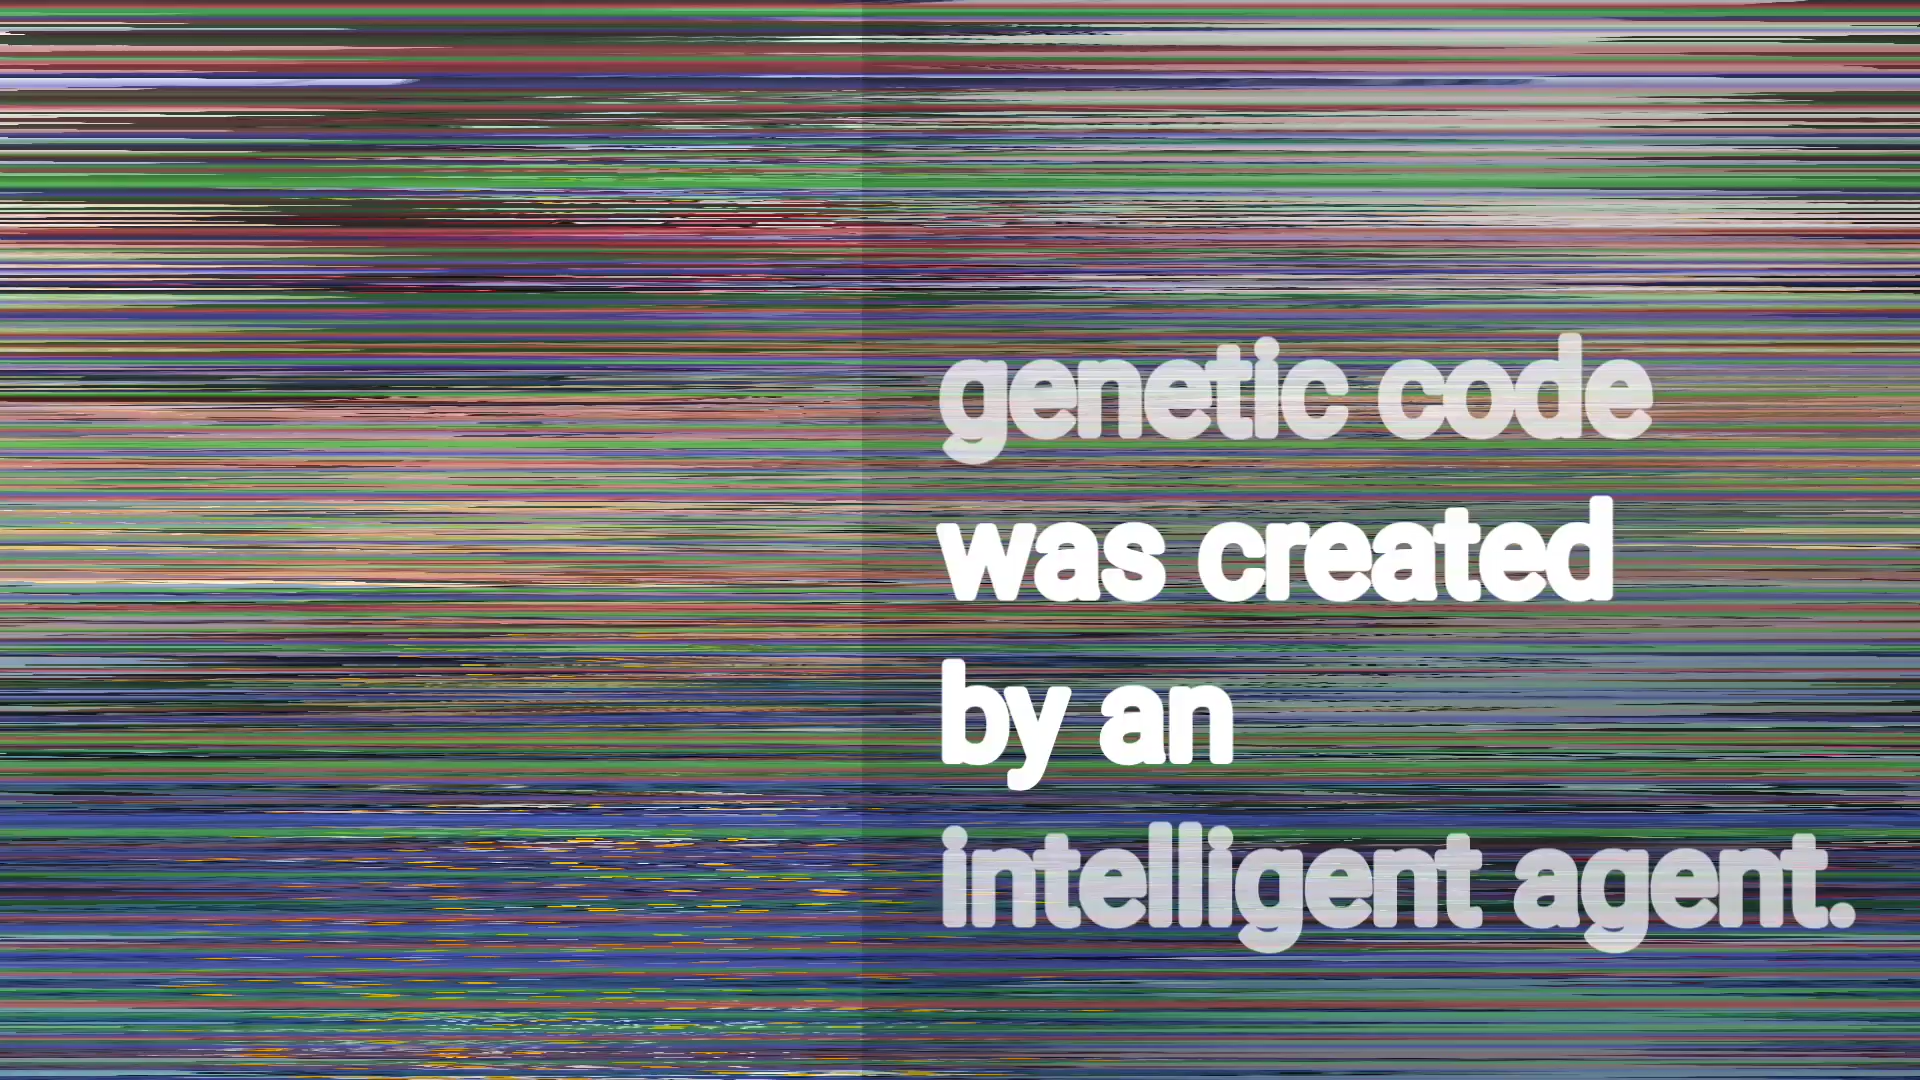 genetic code
was created
by an
intelligent agent.